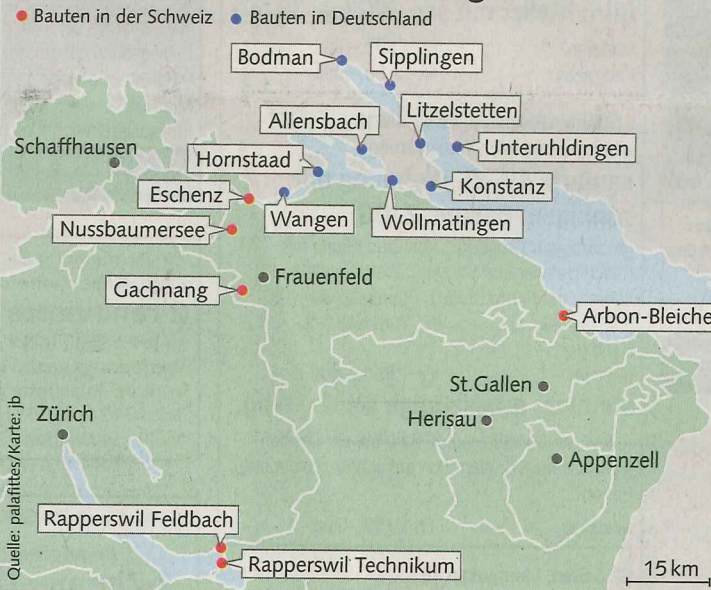 Bauten in der Schweiz Bauten in Deutschland
Bodman
Sipplingen
Litzelstetten
Allensbach
Schaffhausen
Hornstaad
Unteruhldingen
Eschenz
Konstanz
Wangen
Wollmatingen
Nussbaumersee
Frauenfeld
Gachnang
Arbon-Bleiche
St.Gallen
Zürich
Herisau
Appenzell
Rapperswil Feldbach
Rapperswil Technikum
15 km
Quelle: palafittes/Karte: jb